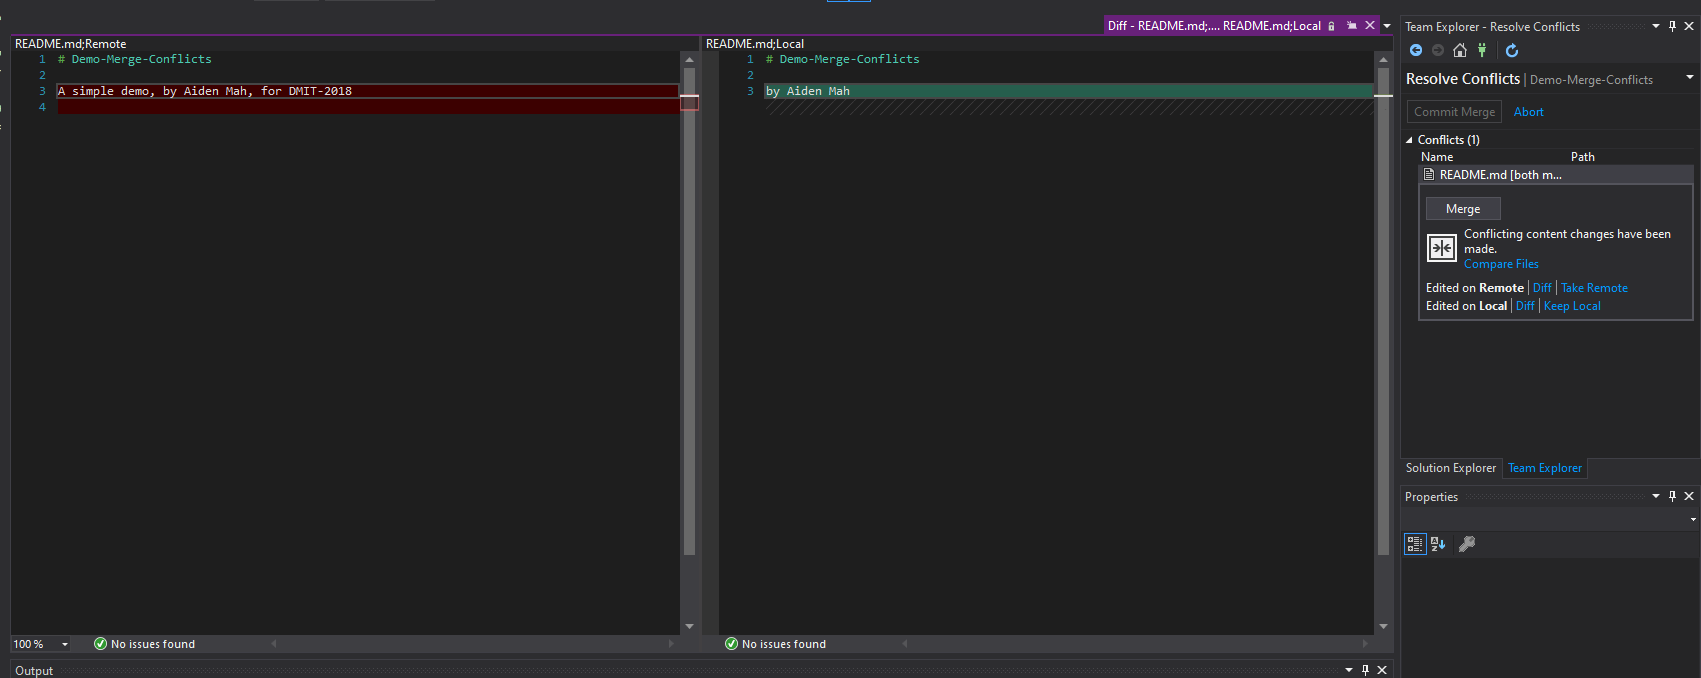 Diff - README.md;.... README.md;Local
README.md;Remote
1 # Demo-Merge-Conflicts
2
3 A simple demo, by Aiden Mah, for DMIT-2018
4
100 %
No issues found
README.md;Local
1 # Demo-Merge-Conflicts
2
3 by Aiden Mah
No issues found
Output
Team Explorer - Resolve Conflicts
Resolve Conflicts | Demo-Merge-Conflicts
Commit Merge Abort
Conflicts (1)
Name Path
README.md [both m...
Merge
Conflicting content changes have been
made.
Compare Files
Edited on Remote | Diff | Take Remote
Edited on Local | Diff | Keep Local
Solution Explorer Team Explorer
Properties